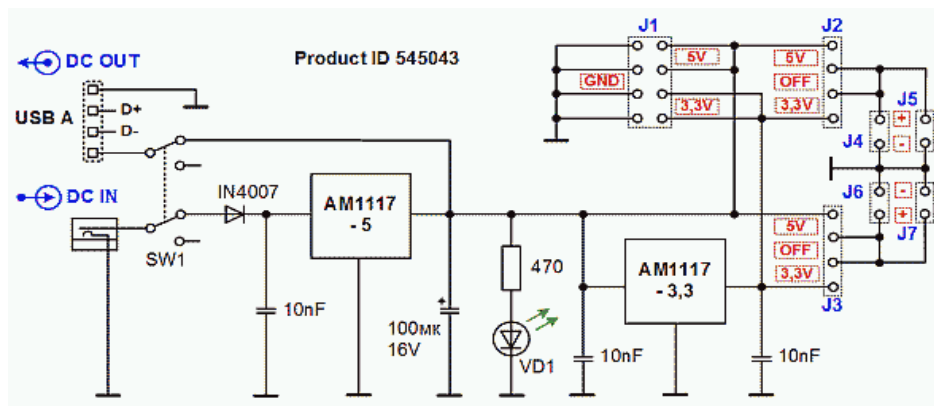 DC OUT
Product ID 545043
USB A
D+
D-
DC IN
SW1
IN4007
10nF
AM1117
- 5
+
100мк
16V
470
VD1
10nF
AM1117
- 3,3
10nF
J1
GND
5V
3,3V
J2
5V
OFF
3,3V
J5
J4
+
-
J6
-
+
J7
5V
OFF
3,3V
J3